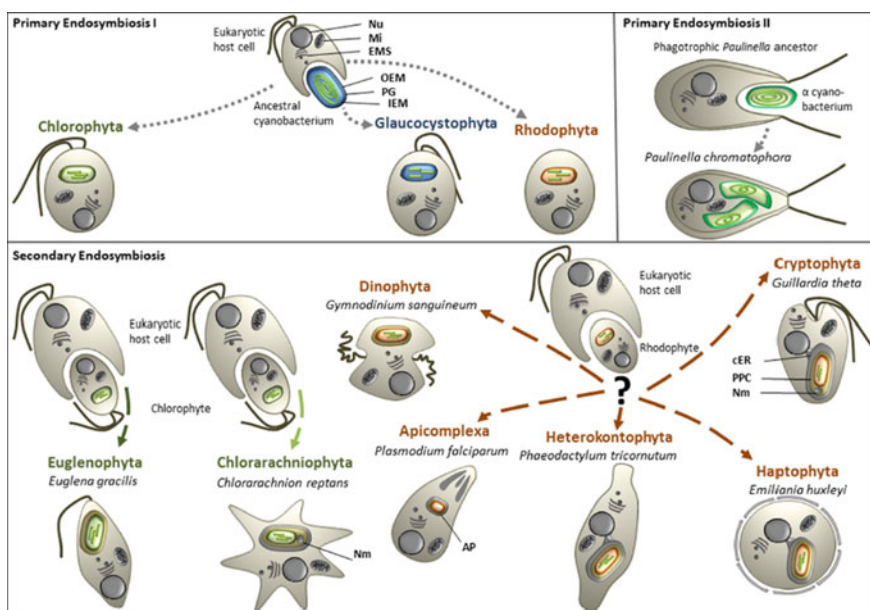 Primary Endosymbiosis I
Eukaryotic
host cell
Nu
Mi
EMS
OEM
PG
IEM
Ancestral
cyanobacterium
Chlorophyta
Glaucocystophyta
Rhodophyta
Primary Endosymbiosis II
Phagotrophic Paulinella ancestor
α cyano-
bacterium
Paulinella chromatophora
Secondary Endosymbiosis
Eukaryotic
host cell
Chlorophyte
Euglenophyta
Euglena gracilis
Chlorarachniophyta
Chlorarachnion reptans
Nm
Dinophyta
Gymnodinium sanguineum
Eukaryotic
host cell
Rhodophyte
?
Cryptophyta
Guillardia theta
cER
PPC
Nm
Apicomplexa
Plasmodium falciparum
AP
Heterokontophyta
Phaeodactylum tricornutum
Haptophyta
Emiliania huxleyi